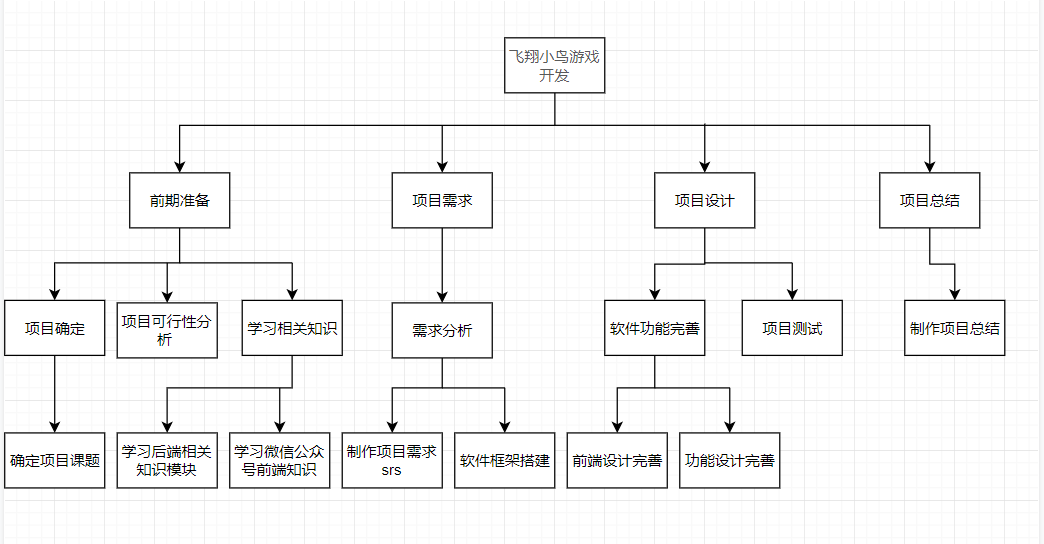 飞翔小鸟游戏
开发
前期准备
项目需求
项目设计
项目总结
项目确定
项目可行性分
析
学习相关知识
需求分析
软件功能完善
项目测试
制作项目总结
确定项目课题
学习后端相关
知识模块
学习微信公众
号前端知识
制作项目需求
srs
软件框架搭建
前端设计完善
功能设计完善